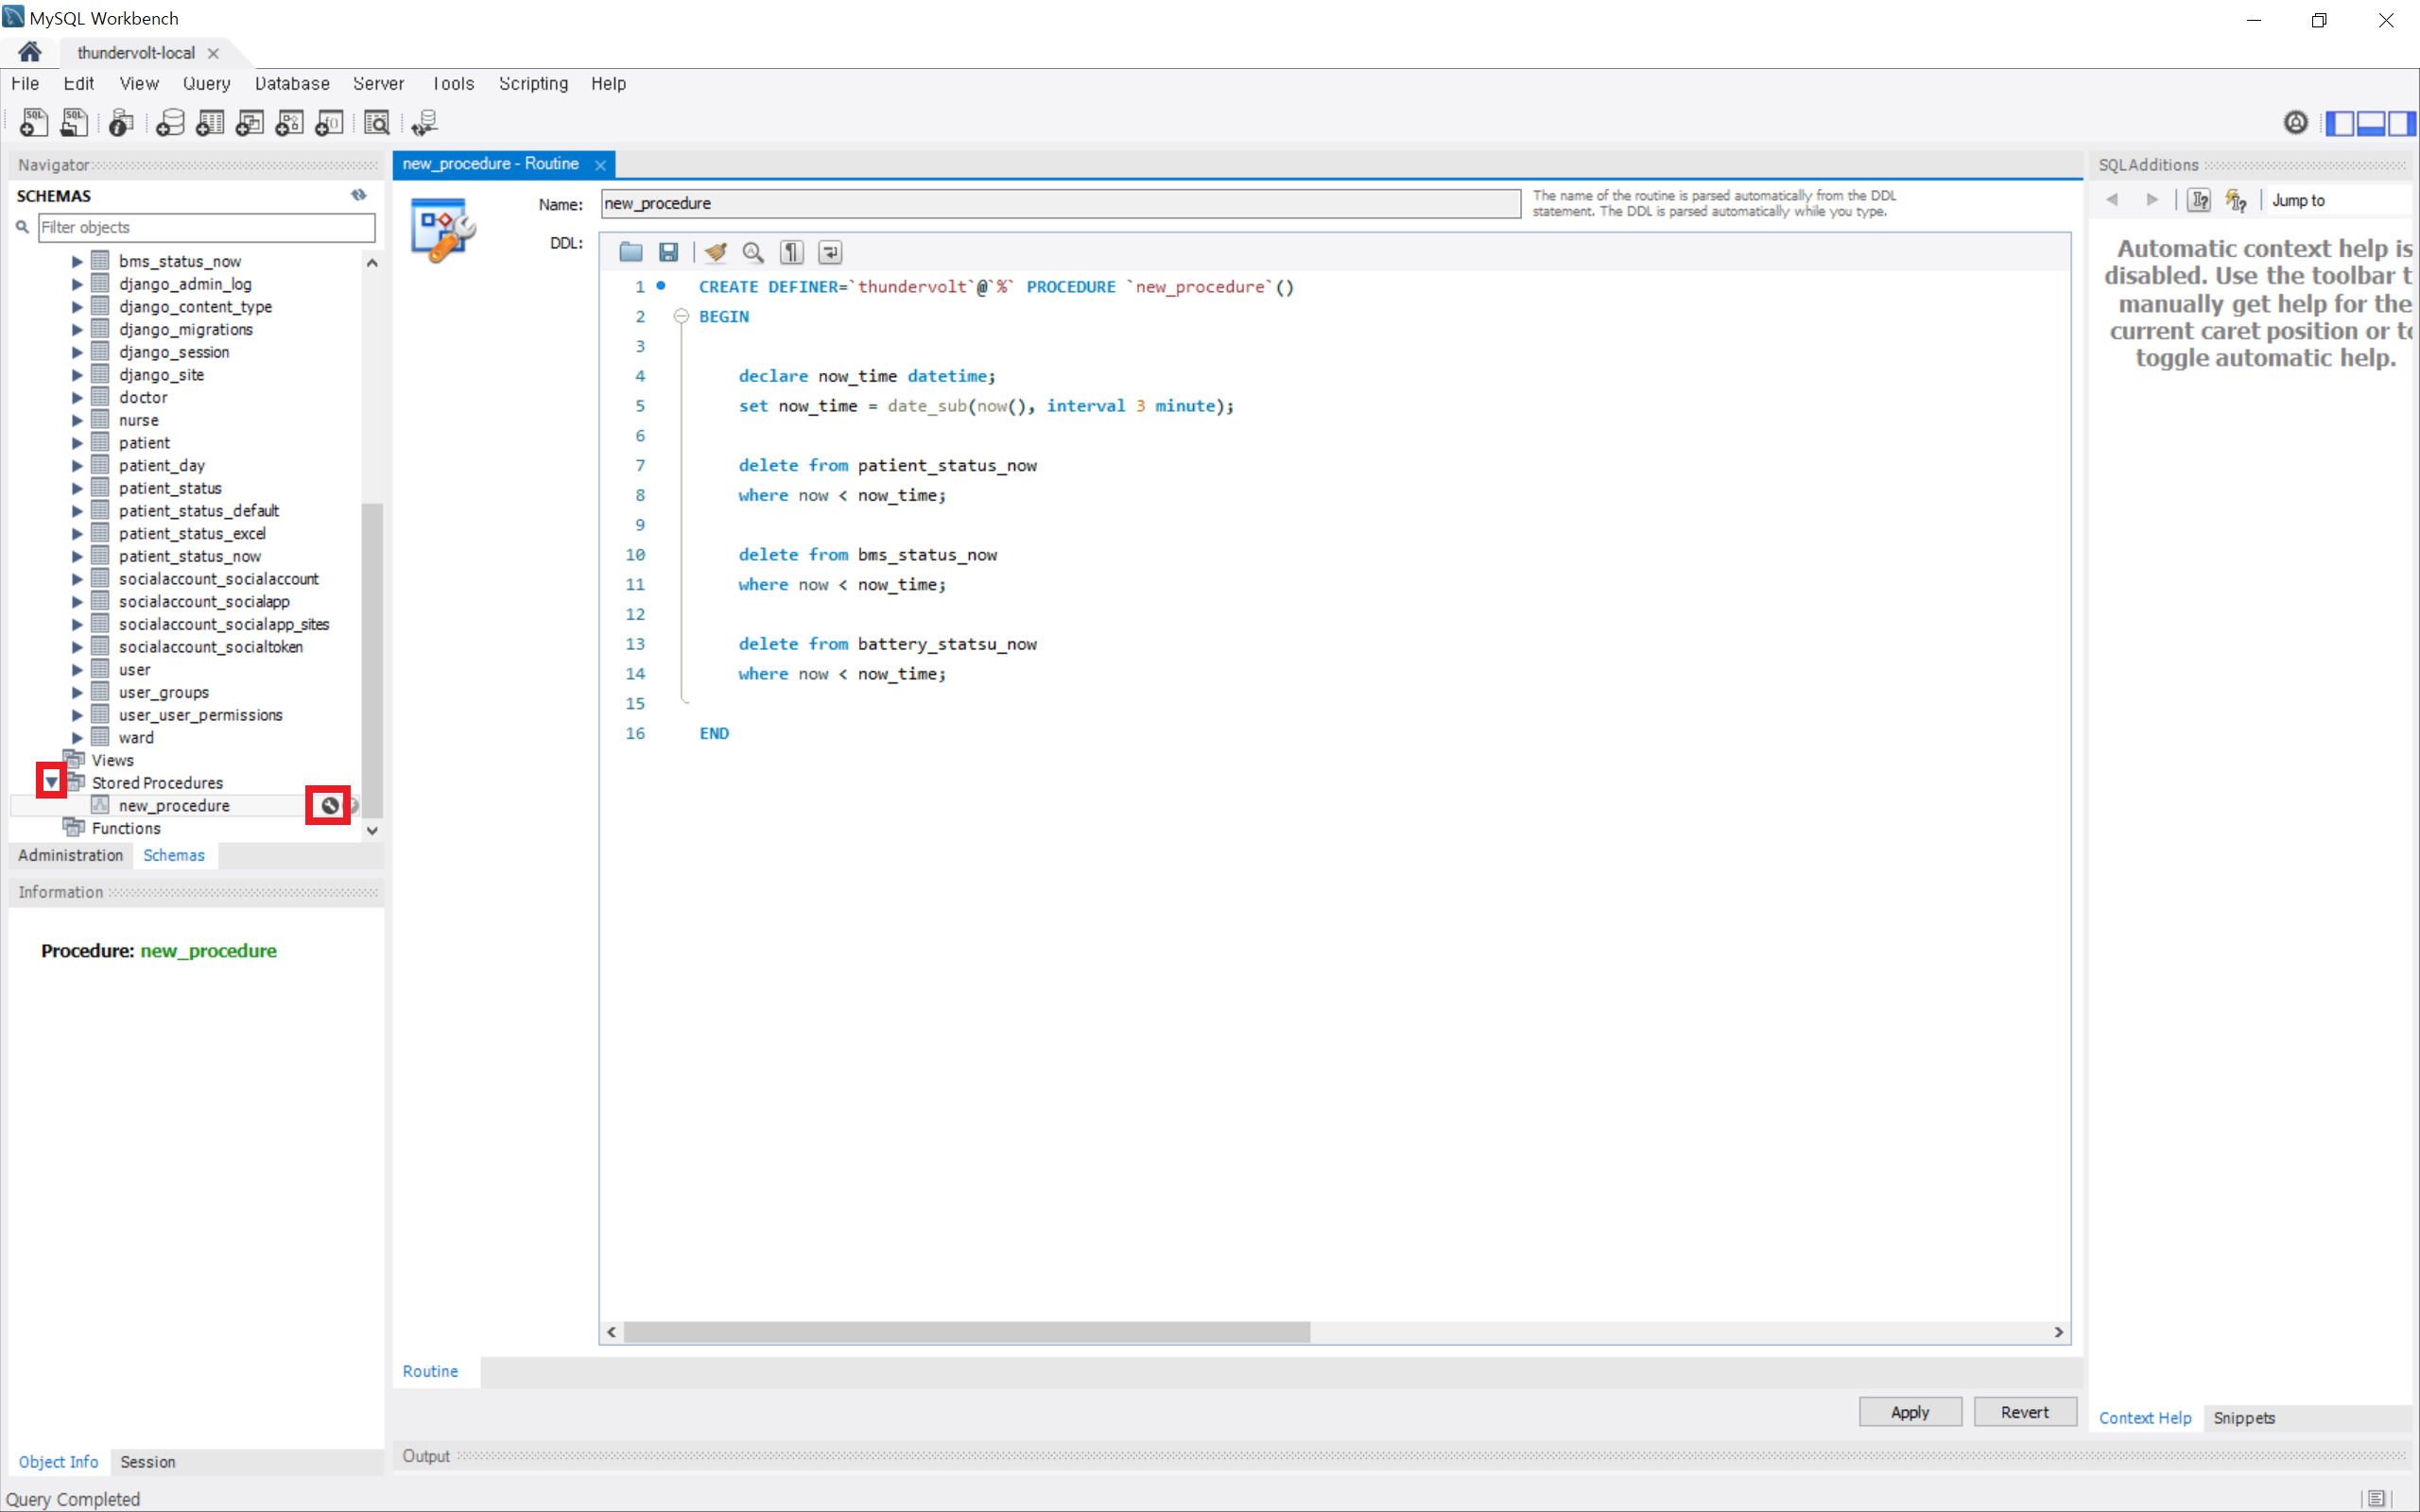 MySQL Workbench
thundervolt-local
File Edit View Query Database Server Tools Scripting Help
Navigator
SCHEMAS
Filter objects
bms_status_now
django_admin_log
django_content_type
django_migrations
django_session
django_site
doctor
nurse
patient
patient_day
patient_status
patient_status_default
patient_status_excel
patient_status_now
socialaccount_socialaccount
socialaccount_socialapp
socialaccount_socialapp_sites
socialaccount_socialtoken
user
user_groups
user_user_permissions
ward
Views
Stored Procedures
new_procedure
Functions
Administration Schemas
Information
Procedure: new_procedure
Object Info Session
Query Completed
new_procedure - Routine
Name: new_procedure
The name of the routine is parsed automatically from the DDL
statement. The DDL is parsed automatically while you type.
DDL:
1 CREATE DEFINER=`thundervolt`@`%` PROCEDURE `new_procedure`()
2 BEGIN
3
4 declare now_time datetime;
5 set now_time = date_sub(now(), interval 3 minute);
6
7 delete from patient_status_now
8 where now < now_time;
9
10 delete from bms_status_now
11 where now < now_time;
12
13 delete from battery_statsu_now
14 where now < now_time;
15
16 END
Routine
Apply Revert
Output
SQLAdditions
Jump to
Automatic context help is
disabled. Use the toolbar t
manually get help for the
current caret position or to
toggle automatic help.
Context Help Snippets